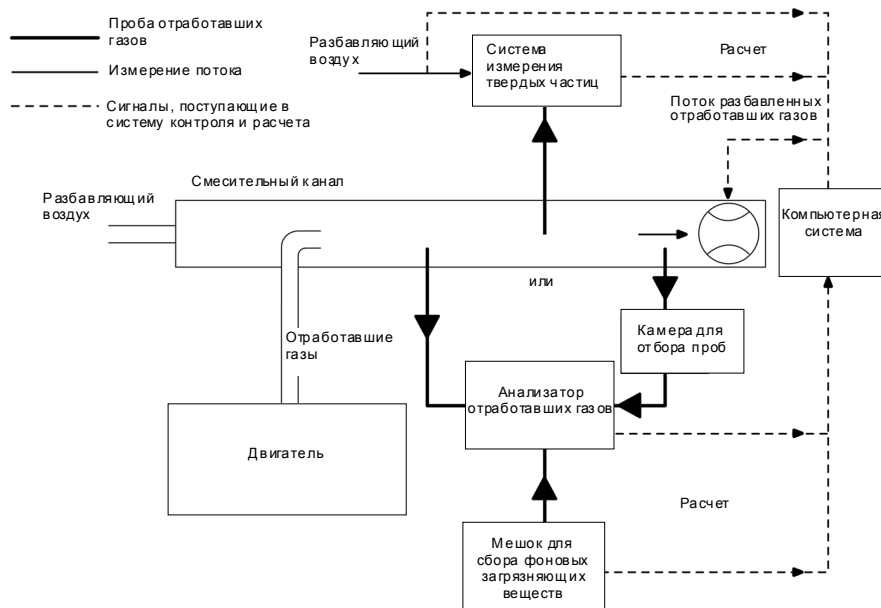 Проба отработавших
газов
Измерение потока
Сигналы, поступающие в
систему контроля и расчета
Разбавляющий
воздух
Система
измерения
твердых частиц
Расчет
Поток разбавленных
отработавших газов
Разбавляющий
воздух
Смесительный канал
Компьютерная
система
или
Отработавшие
газы
Камера для
отбора проб
Анализатор
отработавших газов
Двигатель
Расчет
Мешок для
сбора фоновых
загрязняющих
веществ